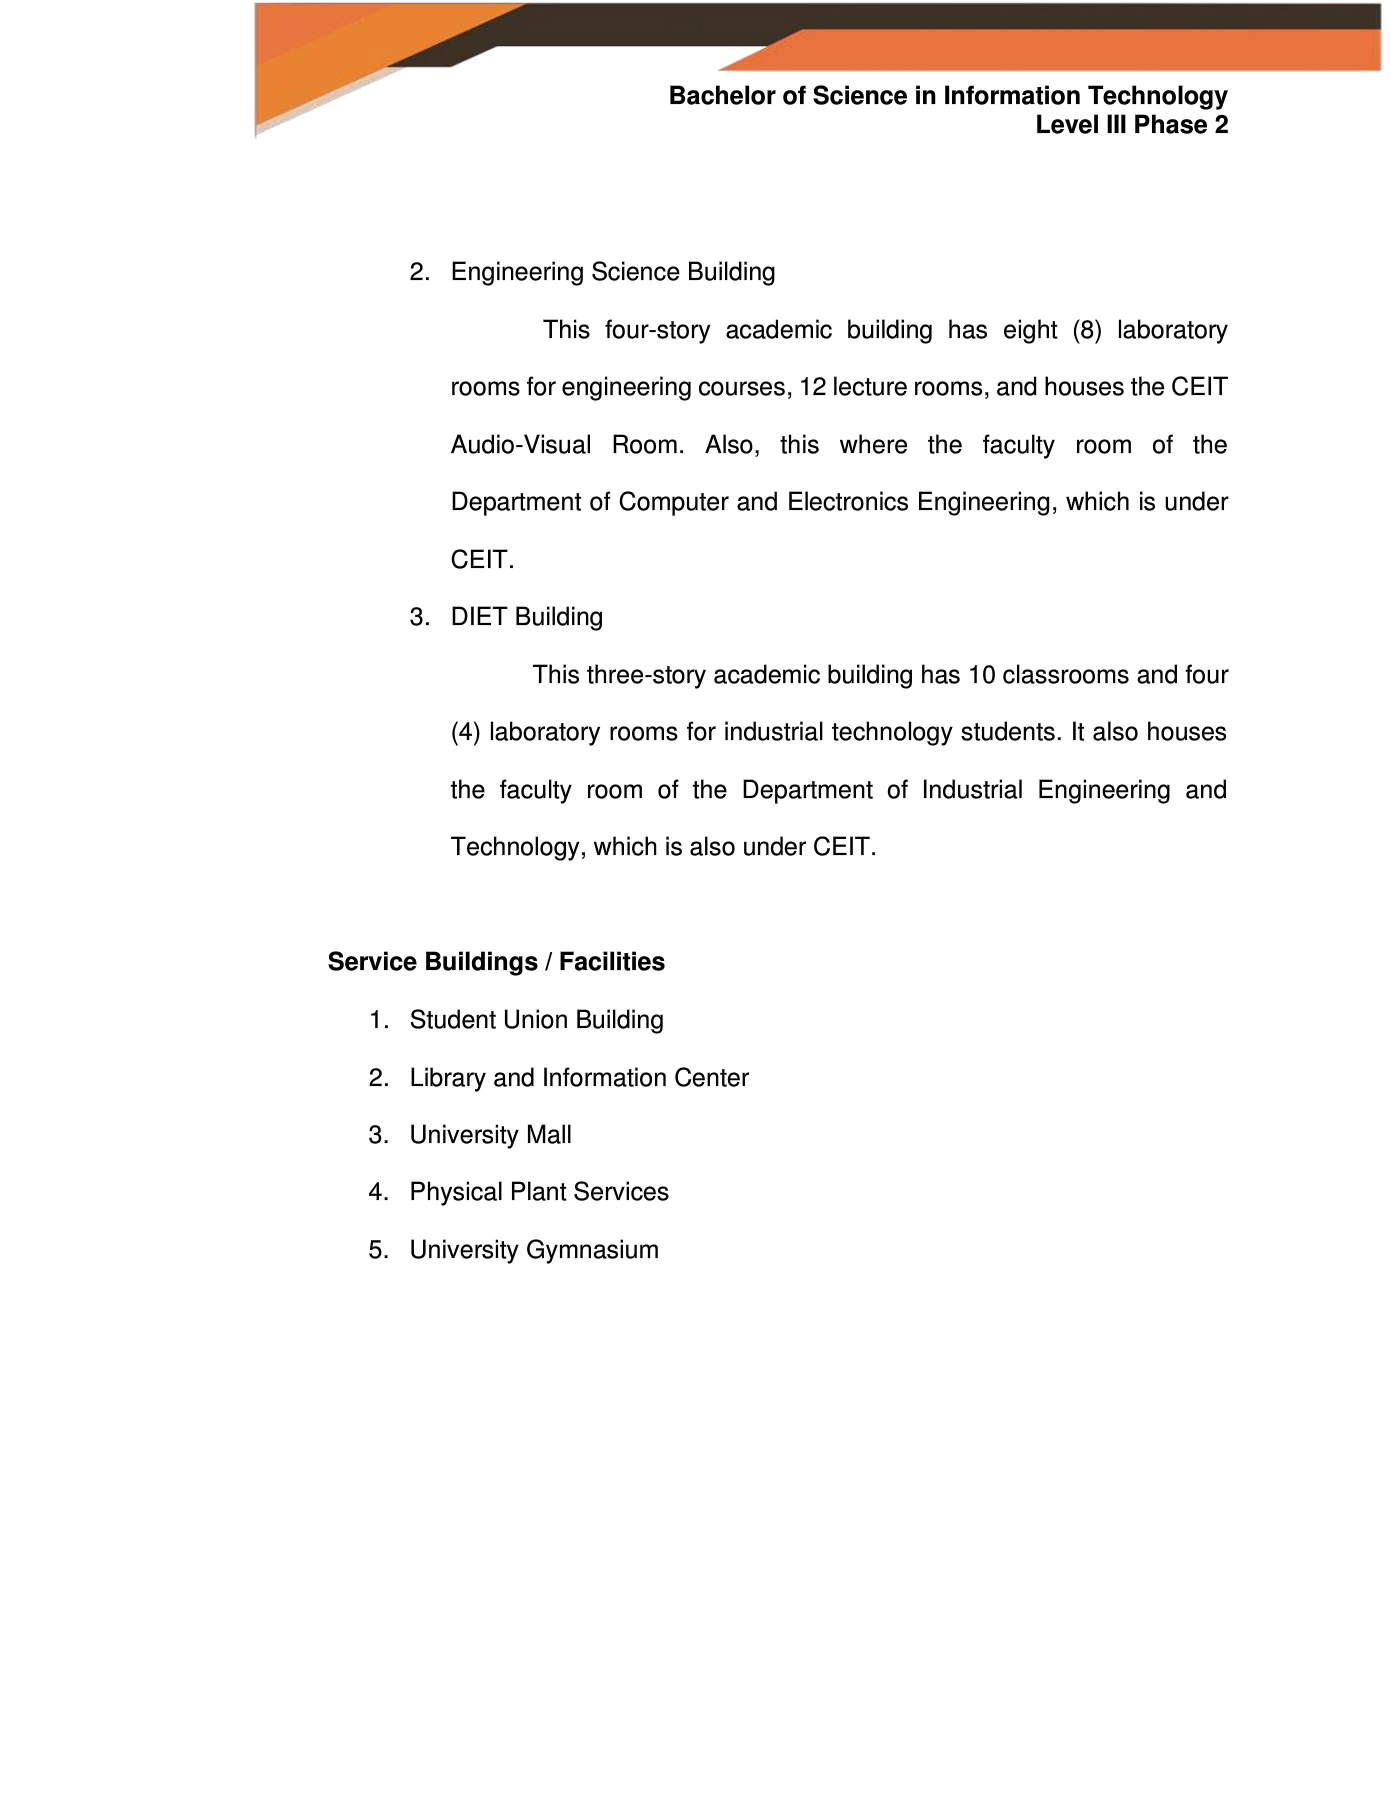 Bachelor of Science in Information Technology
Level III Phase 2
2. Engineering Science Building
This four-story academic building has eight (8) laboratory
rooms for engineering courses, 12 lecture rooms, and houses the CEIT
Audio-Visual Room. Also, this where the faculty room of the
Department of Computer and Electronics Engineering, which is under
CEIT.
3. DIET Building
This three-story academic building has 10 classrooms and four
(4) laboratory rooms for industrial technology students. It also houses
the faculty room of the Department of Industrial Engineering and
Technology, which is also under CEIT.
Service Buildings / Facilities
1. Student Union Building
2. Library and Information Center
3. University Mall
4. Physical Plant Services
5. University Gymnasium